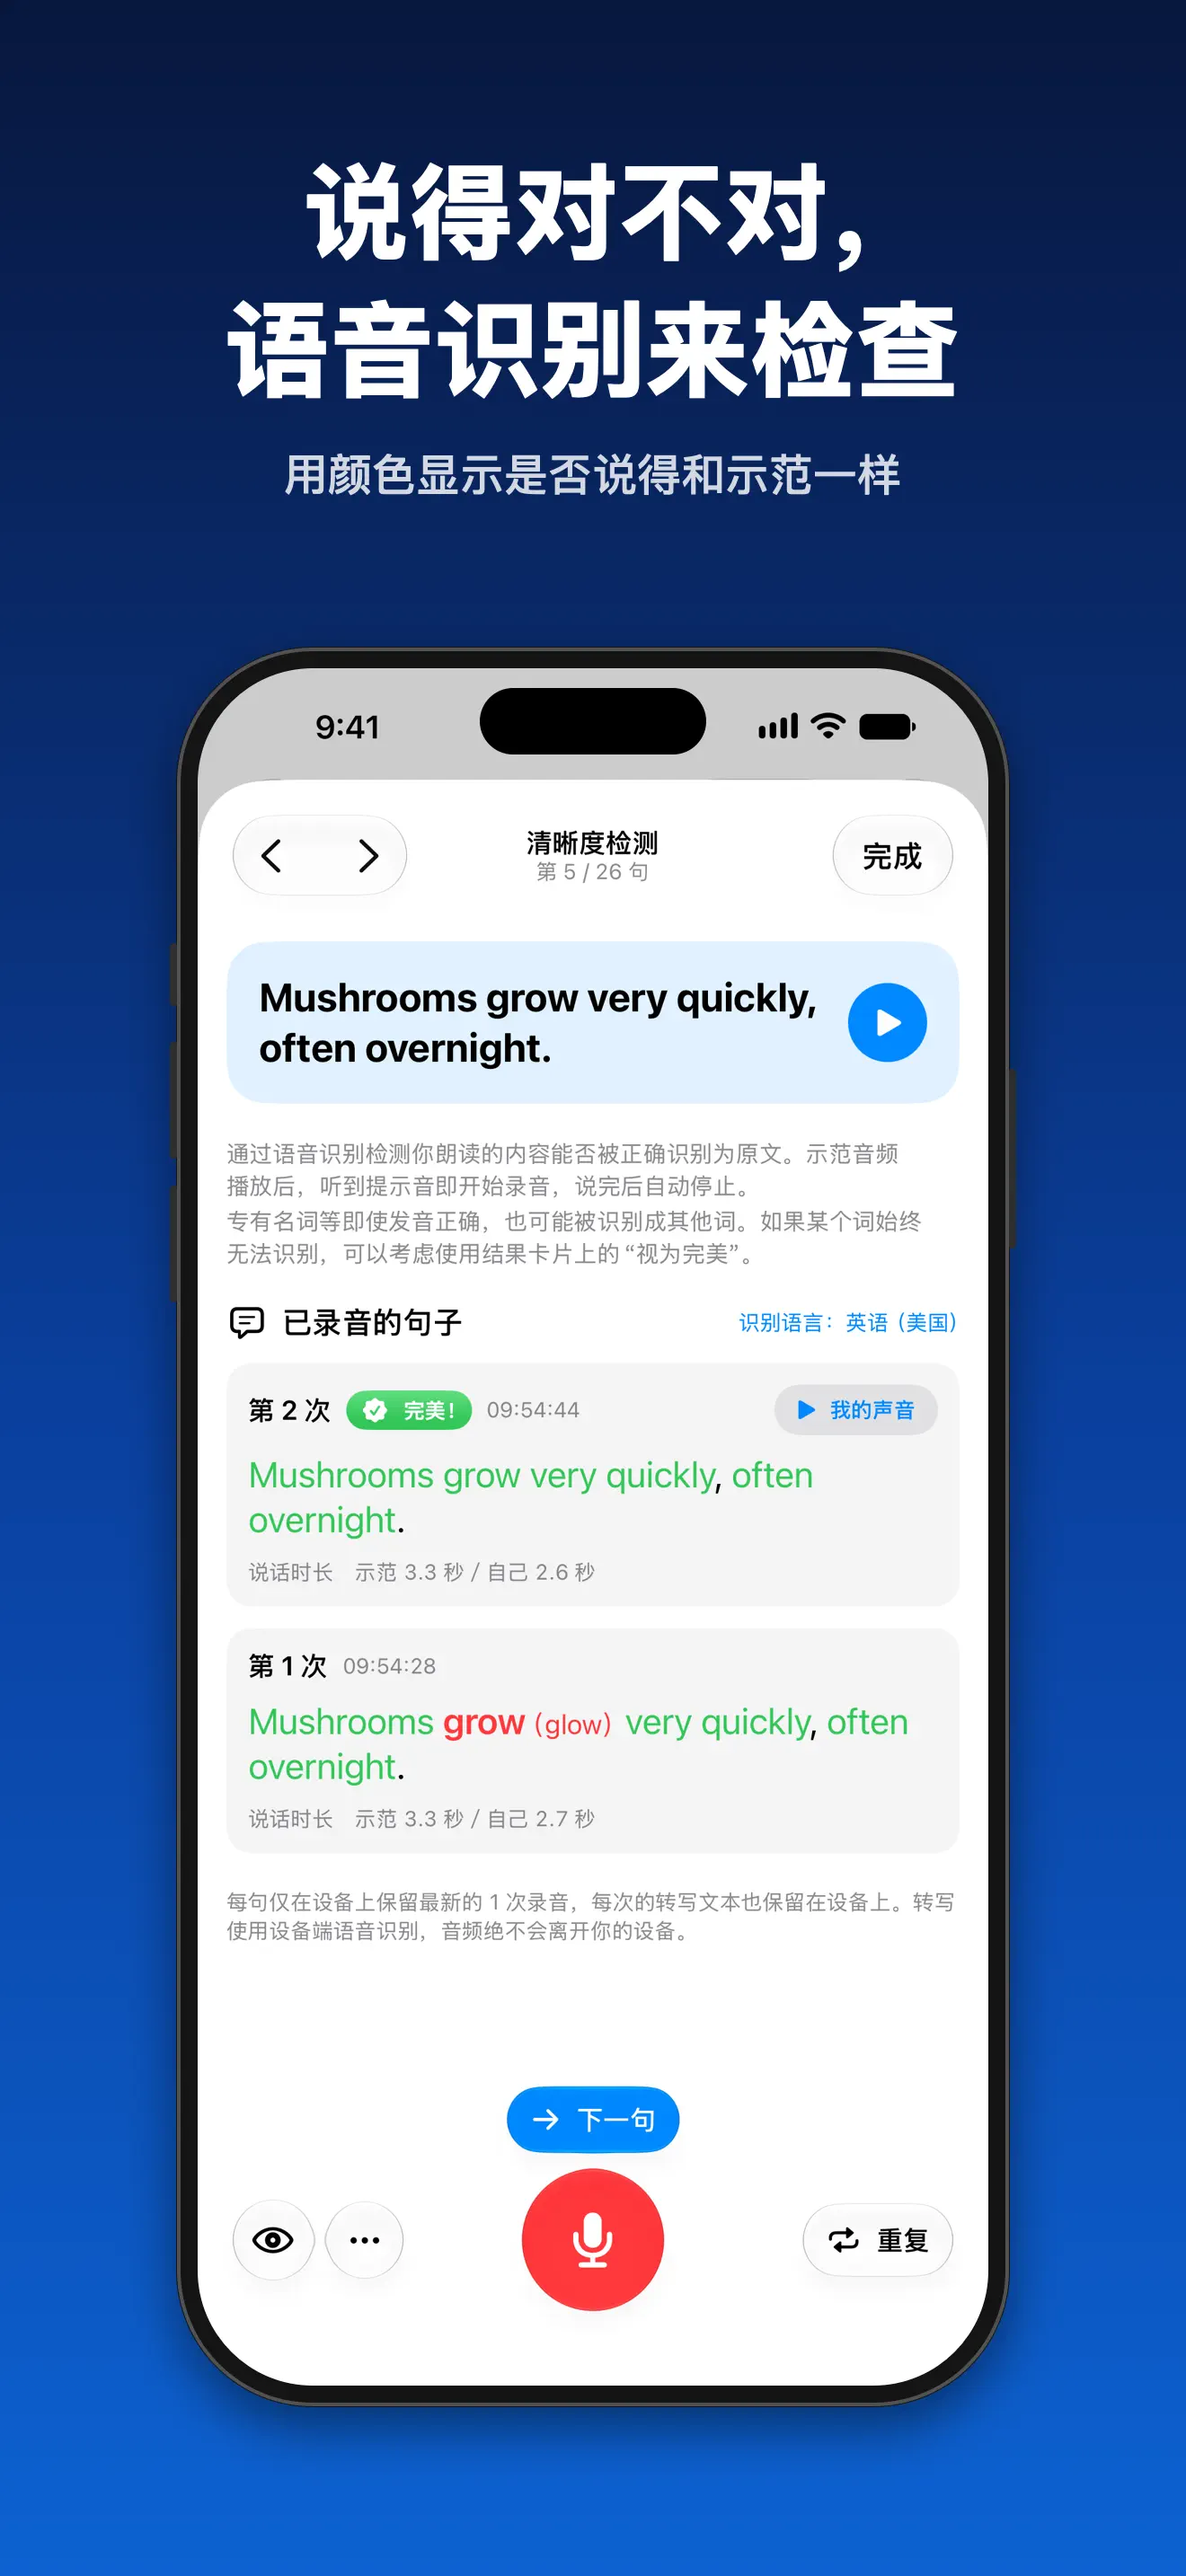 说得对不对,
语音识别来检查
用颜色显示是否说得和示范一样
9:41
清晰度检测
第 5 / 26 句
完成
Mushrooms grow very quickly,
often overnight.
通过语音识别检测你朗读的内容能否被正确识别为原文。示范音频
播放后，听到提示音即开始录音，说完后自动停止。
专有名词等即使发音正确，也可能被识别成其他词。如果某个词始终
无法识别，可以考虑使用结果卡片上的“视为完美”。
已录音的句子
识别语言：英语（美国）
第 2 次 完美！ 09:54:44 我的声音
Mushrooms grow very quickly, often
overnight.
说话时长 示范 3.3 秒 / 自己 2.6 秒
第 1 次 09:54:28
Mushrooms grow (glow) very quickly, often
overnight.
说话时长 示范 3.3 秒 / 自己 2.7 秒
每句仅在设备上保留最新的 1 次录音，每次的转写文本也保留在设备上。转写
使用设备端语音识别，音频绝不会离开你的设备。
下一句
重复